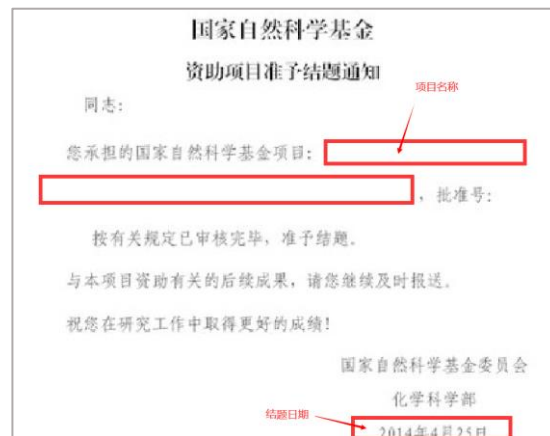 国家自然科学基金
资助项目准予结题通知
项目名称
同志：
您承担的国家自然科学基金项目：
，批准号：
按有关规定已审核完毕，准予结题。
与本项目资助有关的后续成果，请您继续及时报送。
祝您在研究工作中取得更好的成绩！
国家自然科学基金委员会
化学科学部
结题日期
2014年4月25日